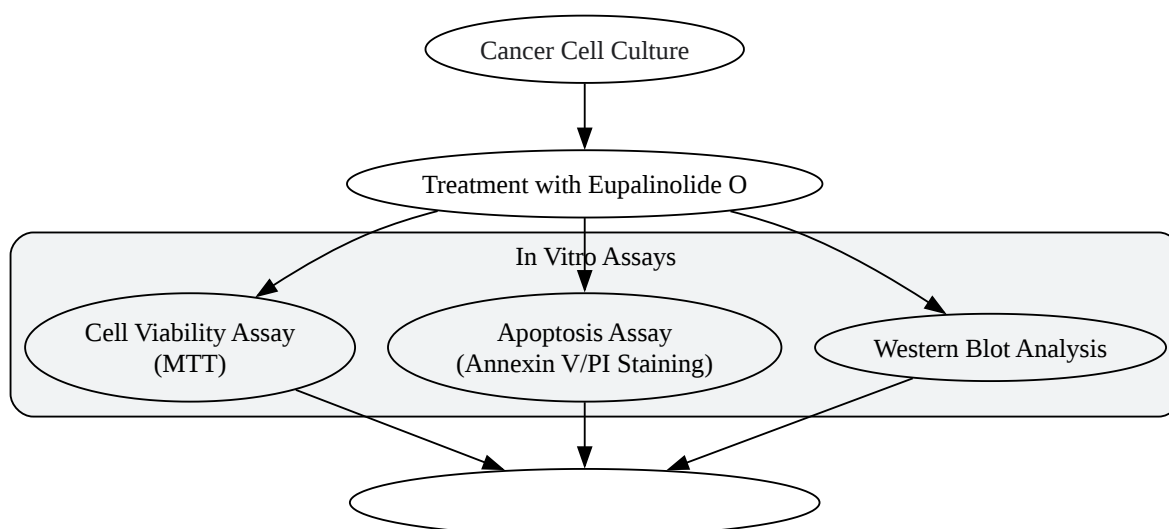 Cancer Cell Culture
Treatment with Eupalinolide O
In Vitro Assays
Cell Viability Assay
(MTT)
Apoptosis Assay
(Annexin V/PI Staining)
Western Blot Analysis